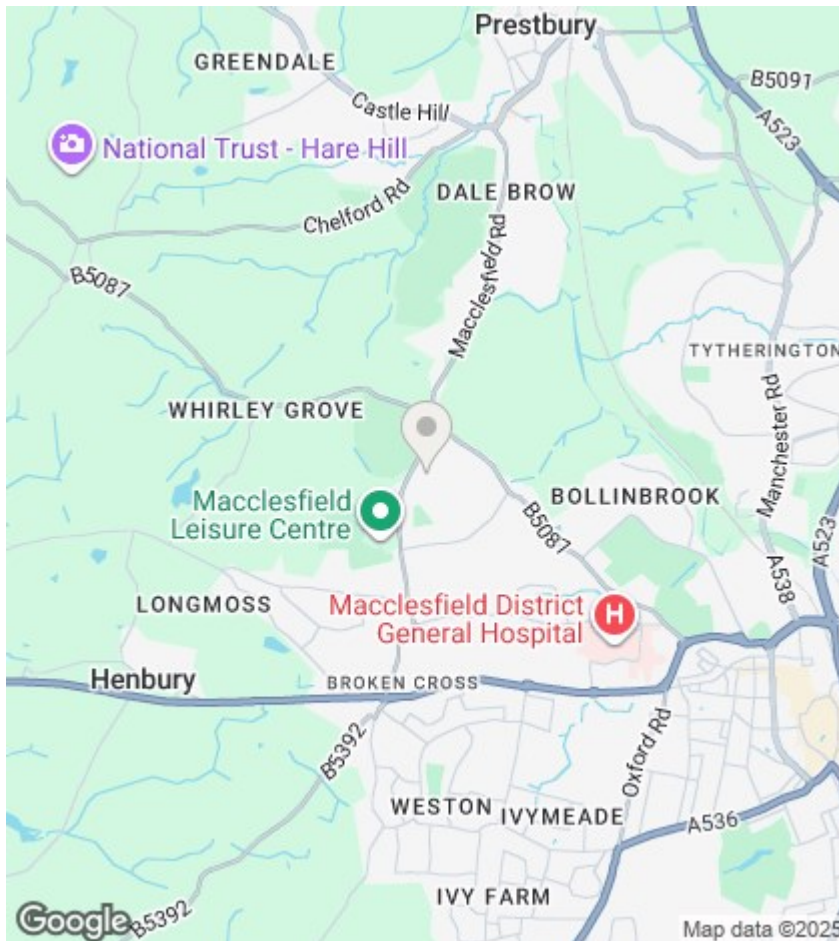 Prestbury
GREENDALE
B5091
Castle Hill
A523
National Trust - Hare Hill
DALE BROW
Chelford Rd
Macclesfield Rd
B5087
TYTHERINGTON
WHIRLEY GROVE
Manchester Rd
Macclesfield
Leisure Centre
BOLLINBROOK
B5087
A523
A538
LONGMOSS
Macclesfield District
General Hospital
H
Henbury
BROKEN CROSS
Oxford Rd
B5392
WESTON
IVYMEADE
A536
IVY FARM
B5392
Google
Map data ©2025